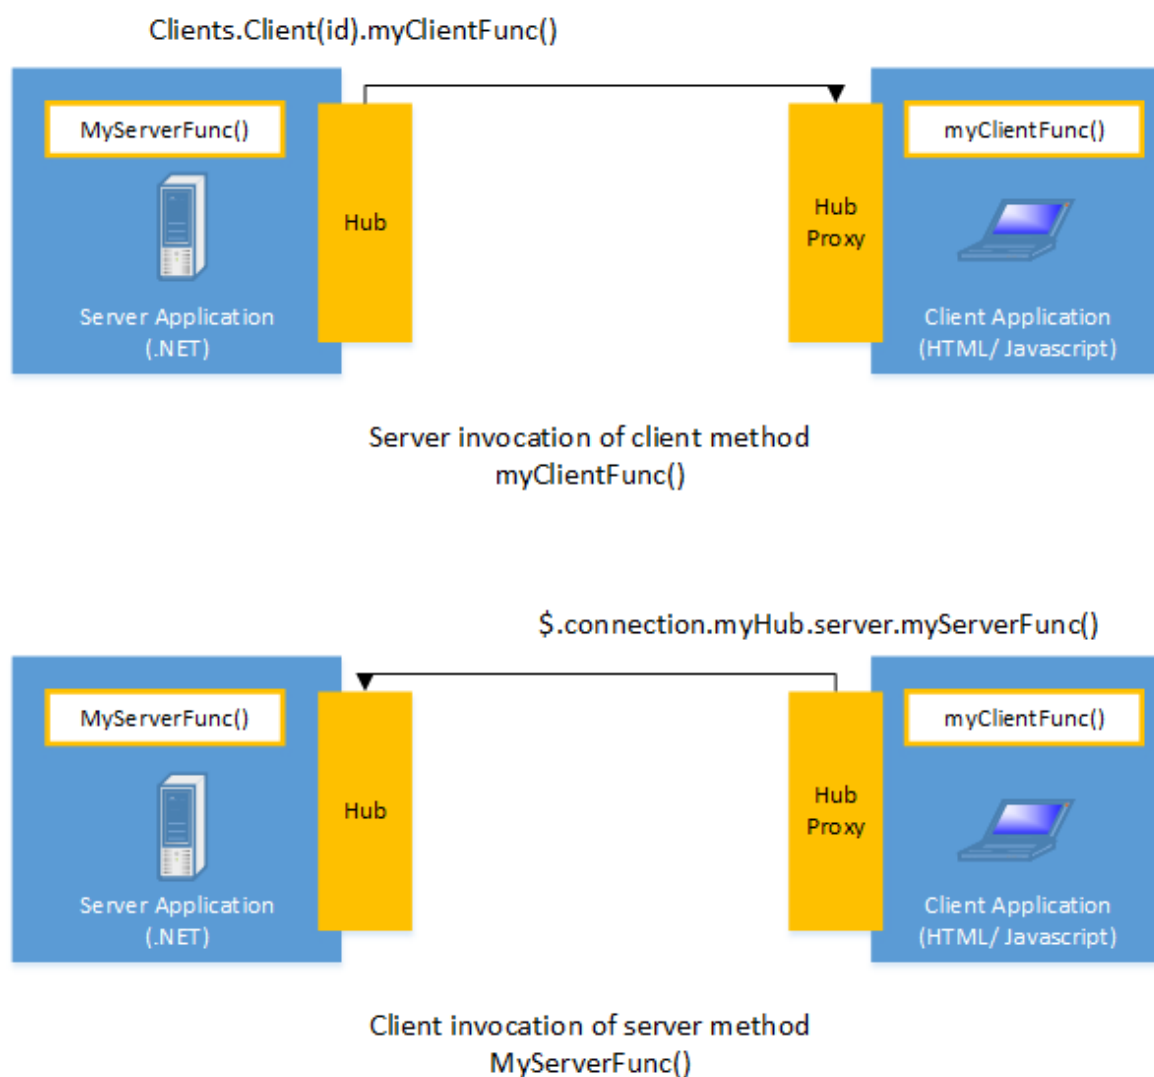 Clients.Client(id).myClientFunc()
MyServerFunc()
myClientFunc()
Hub
Hub
Proxy
Server Application
(.NET)
Client Application
(HTML/ Javascript)
Server invocation of client method
myClientFunc()
$.connection.myHub.server.myServerFunc()
MyServerFunc()
myClientFunc()
Hub
Hub
Proxy
Server Application
(.NET)
Client Application
(HTML/ Javascript)
Client invocation of server method
MyServerFunc()